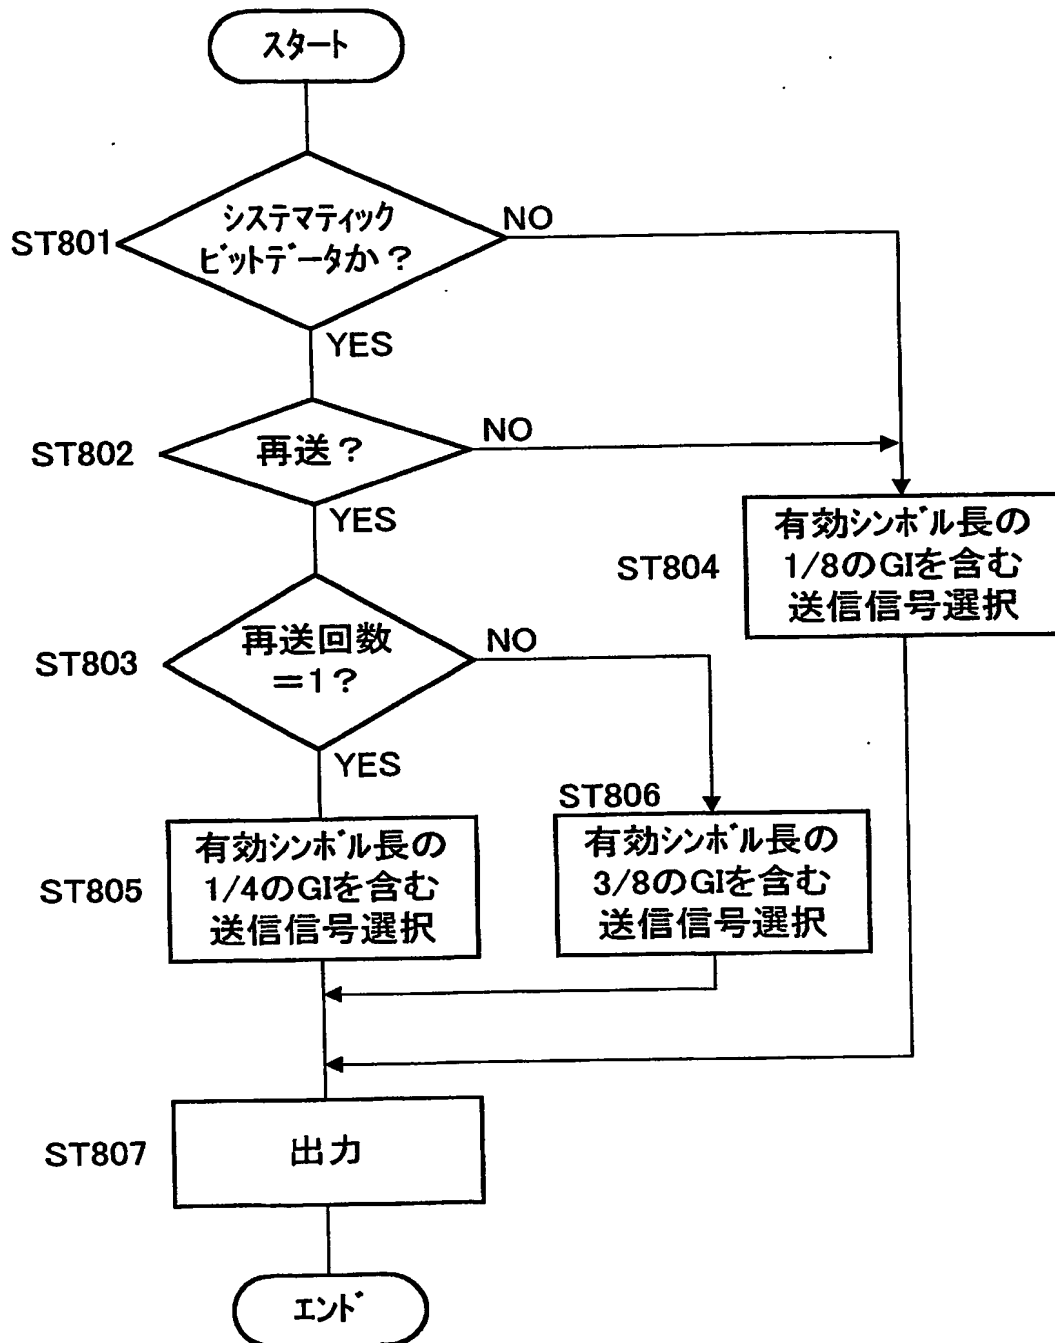 スタート
システマティック
ビットデータか？
ST801
NO
YES
再送？
ST802
NO
YES
再送回数
＝1？
ST803
NO
YES
有効シンボル長の
1/8のGIを含む
送信信号選択
ST804
有効シンボル長の
1/4のGIを含む
送信信号選択
ST805
ST806
有効シンボル長の
3/8のGIを含む
送信信号選択
ST807
出力
エンド